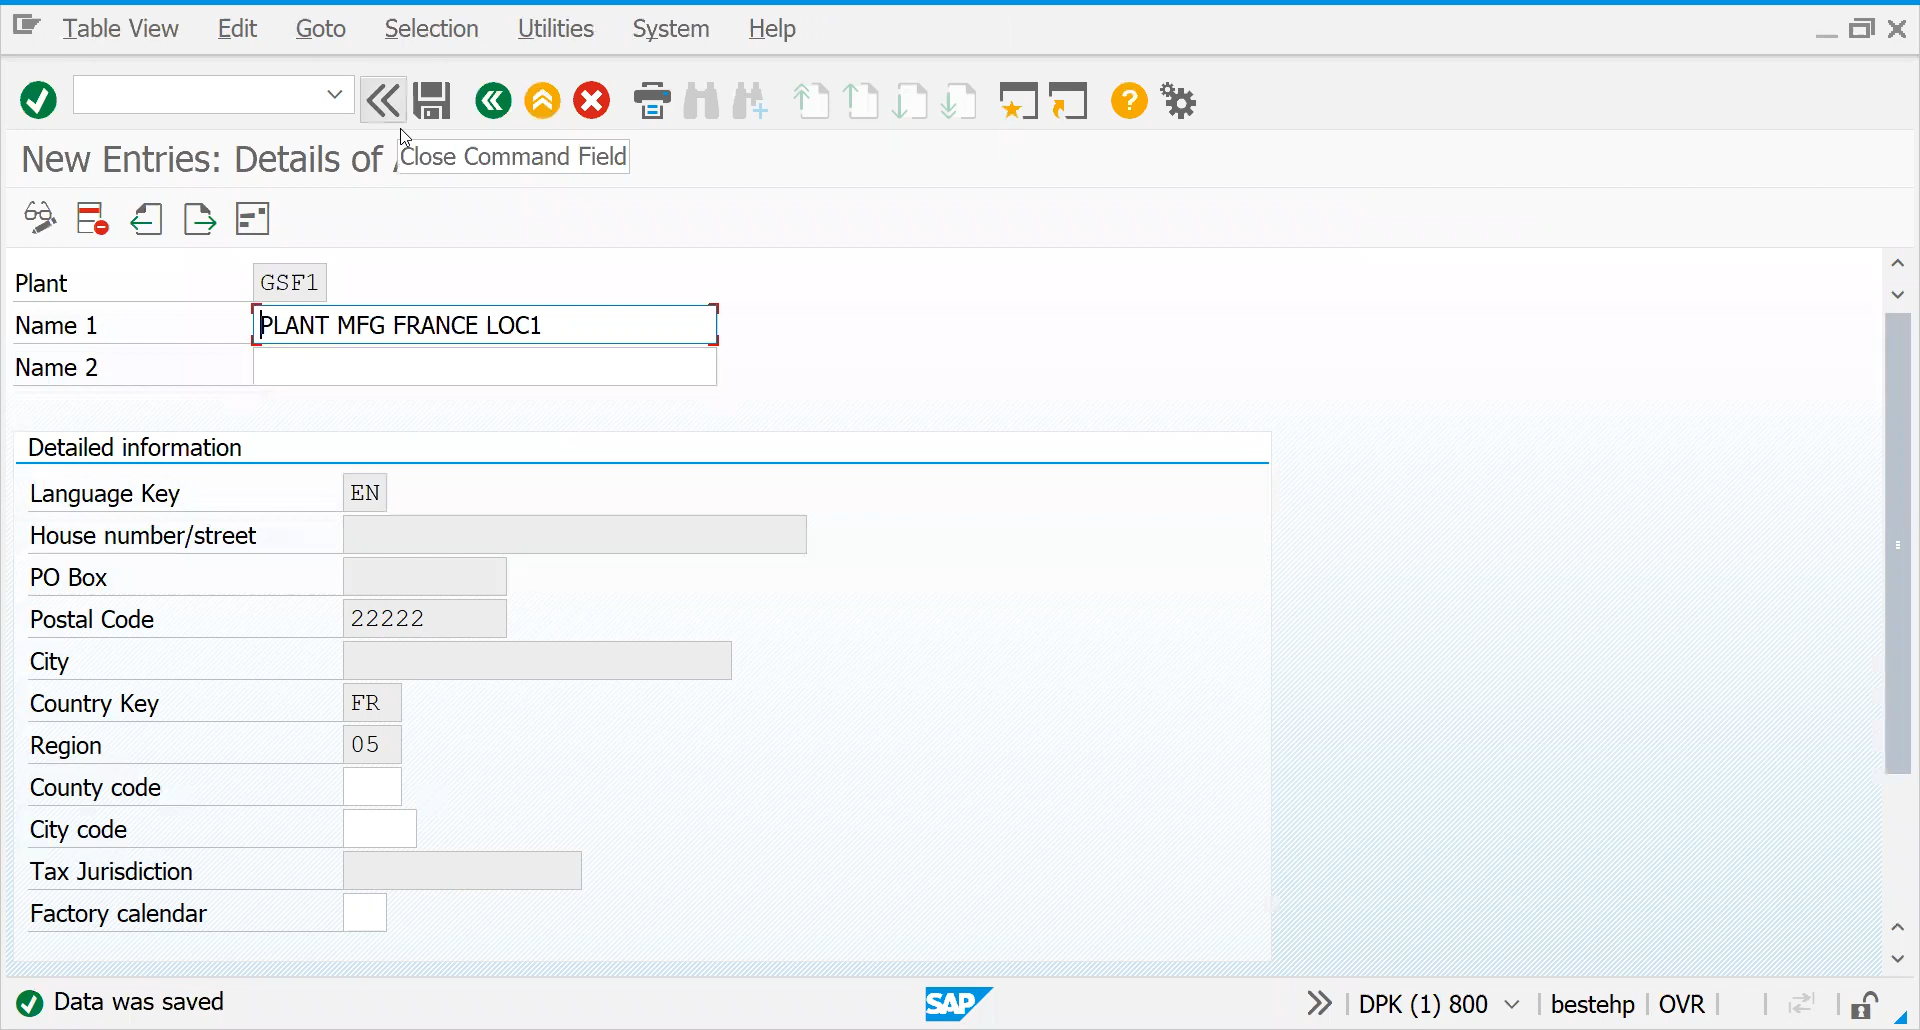 Table View Edit Goto Selection Utilities System Help
New Entries: Details of
Close Command Field
Plant GSF1
Name 1 PLANT MFG FRANCE LOC1
Name 2
Detailed information
Language Key EN
House number/street
PO Box
Postal Code 22222
City
Country Key FR
Region 05
County code
City code
Tax Jurisdiction
Factory calendar
Data was saved SAP DPK (1) 800 bestehp OVR